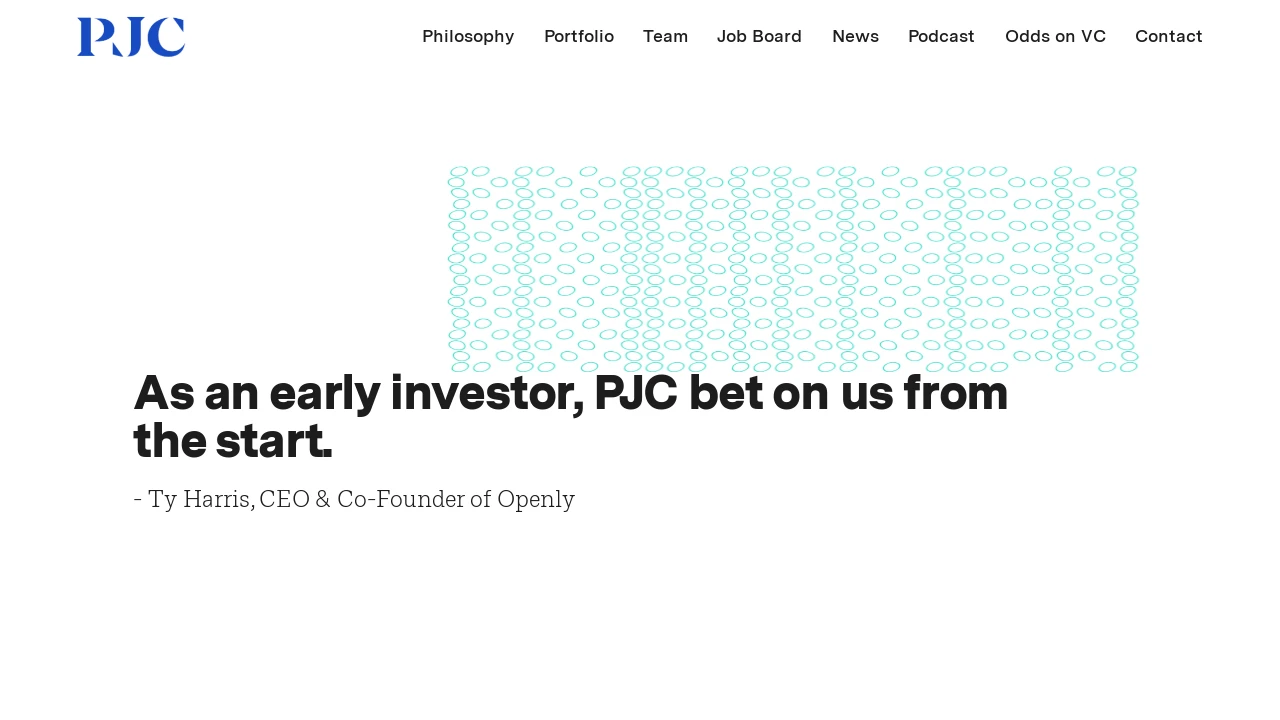 PJC
Philosophy
Portfolio
Team
Job Board
News
Podcast
Odds on VC
Contact
As an early investor, PJC bet on us from
the start.
- Ty Harris, CEO & Co-Founder of Openly